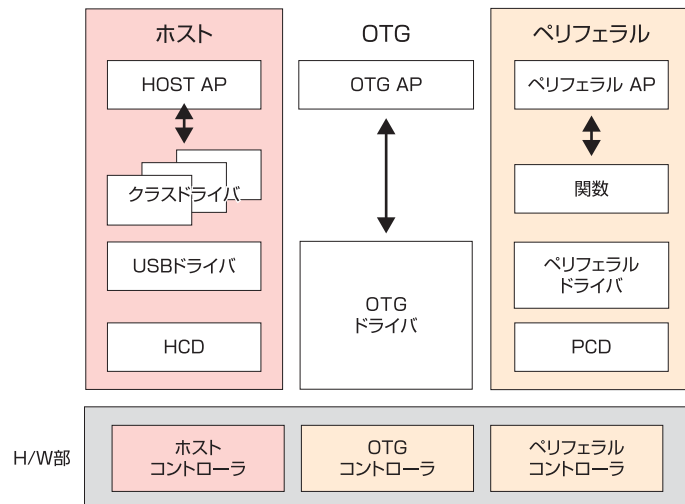 ホスト
HOST AP
クラスドライバ
USBドライバ
HCD
OTG
OTG AP
OTG
ドライバ
ペリフェラル
ペリフェラル AP
関数
ペリフェラル
ドライバ
PCD
H/W部
ホスト
コントローラ
OTG
コントローラ
ペリフェラル
コントローラ